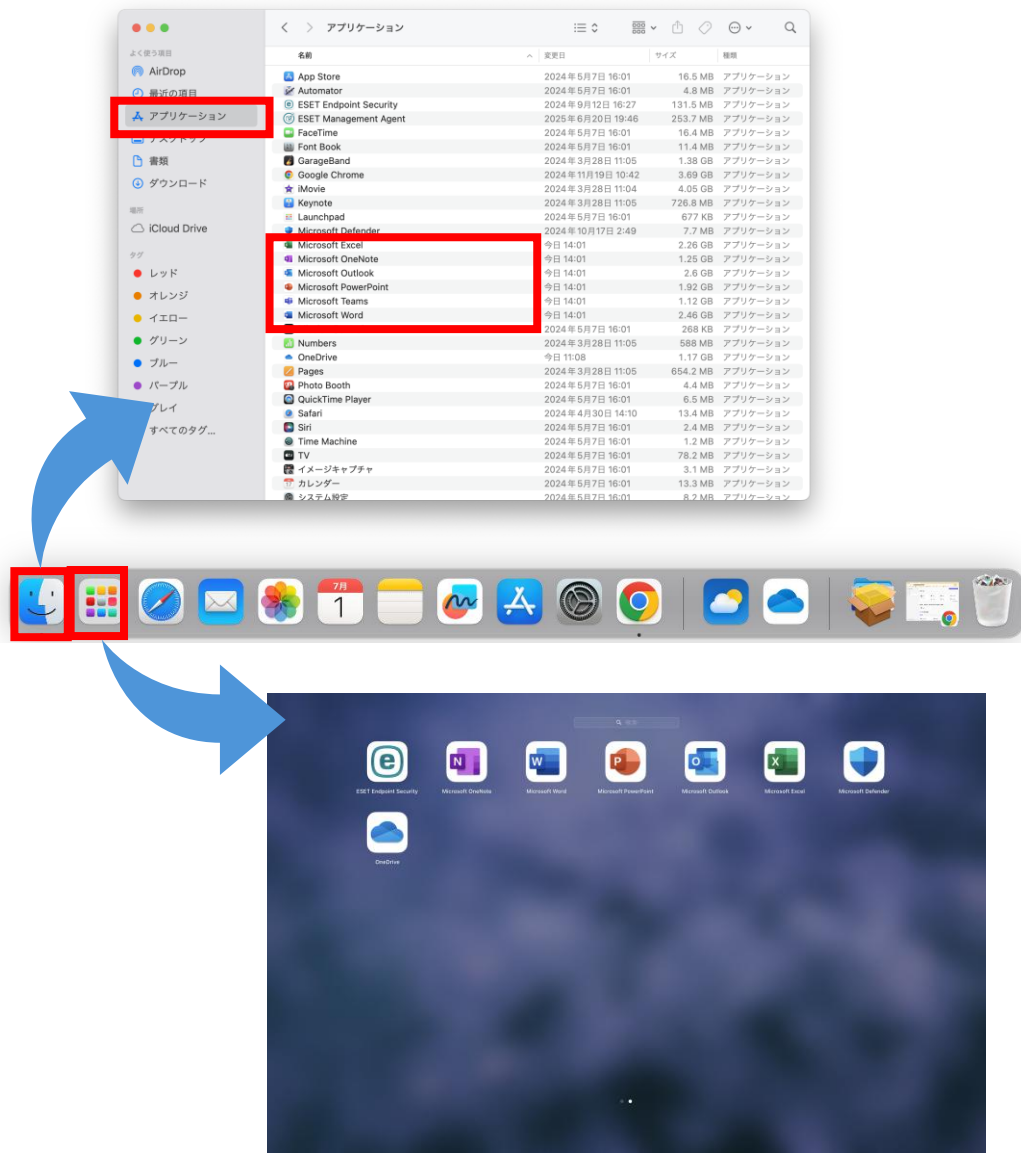 アプリケーション
よく使う項目
AirDrop
最近の項目
アプリケーション
デスクトップ
書類
ダウンロード
場所
iCloud Drive
タグ
レッド
オレンジ
イエロー
グリーン
ブルー
パープル
グレイ
すべてのタグ...
名前 変更日 サイズ 種類
App Store 2024年5月7日 16:01 16.5 MB アプリケーション
Automator 2024年5月7日 16:01 4.8 MB アプリケーション
ESET Endpoint Security 2024年9月12日 16:27 131.5 MB アプリケーション
ESET Management Agent 2025年6月20日 19:46 253.7 MB アプリケーション
FaceTime 2024年5月7日 16:01 16.4 MB アプリケーション
Font Book 2024年5月7日 16:01 11.4 MB アプリケーション
GarageBand 2024年3月28日 11:05 1.38 GB アプリケーション
Google Chrome 2024年11月19日 10:42 3.69 GB アプリケーション
iMovie 2024年3月28日 11:04 4.05 GB アプリケーション
Keynote 2024年3月28日 11:05 726.8 MB アプリケーション
Launchpad 2024年5月7日 16:01 677 KB アプリケーション
Microsoft Defender 2024年10月17日 2:49 7.7 MB アプリケーション
Microsoft Excel 今日 14:01 2.26 GB アプリケーション
Microsoft OneNote 今日 14:01 1.25 GB アプリケーション
Microsoft Outlook 今日 14:01 2.6 GB アプリケーション
Microsoft PowerPoint 今日 14:01 1.92 GB アプリケーション
Microsoft Teams 今日 14:01 1.12 GB アプリケーション
Microsoft Word 今日 14:01 2.46 GB アプリケーション
2024年5月7日 16:01 268 KB アプリケーション
Numbers 2024年3月28日 11:05 588 MB アプリケーション
OneDrive 今日 11:08 1.17 GB アプリケーション
Pages 2024年3月28日 11:05 654.2 MB アプリケーション
Photo Booth 2024年5月7日 16:01 4.4 MB アプリケーション
QuickTime Player 2024年5月7日 16:01 6.5 MB アプリケーション
Safari 2024年4月30日 14:10 13.4 MB アプリケーション
Siri 2024年5月7日 16:01 2.4 MB アプリケーション
Time Machine 2024年5月7日 16:01 1.2 MB アプリケーション
TV 2024年5月7日 16:01 78.2 MB アプリケーション
イメージキャプチャ 2024年5月7日 16:01 3.1 MB アプリケーション
カレンダー 2024年5月7日 16:01 13.3 MB アプリケーション
システム設定 2024年5月7日 16:01 8.2 MB アプリケーション
7月
1
検索
ESET Endpoint Security Microsoft OneNote Microsoft Word Microsoft PowerPoint Microsoft Outlook Microsoft Excel Microsoft Defender
OneDrive